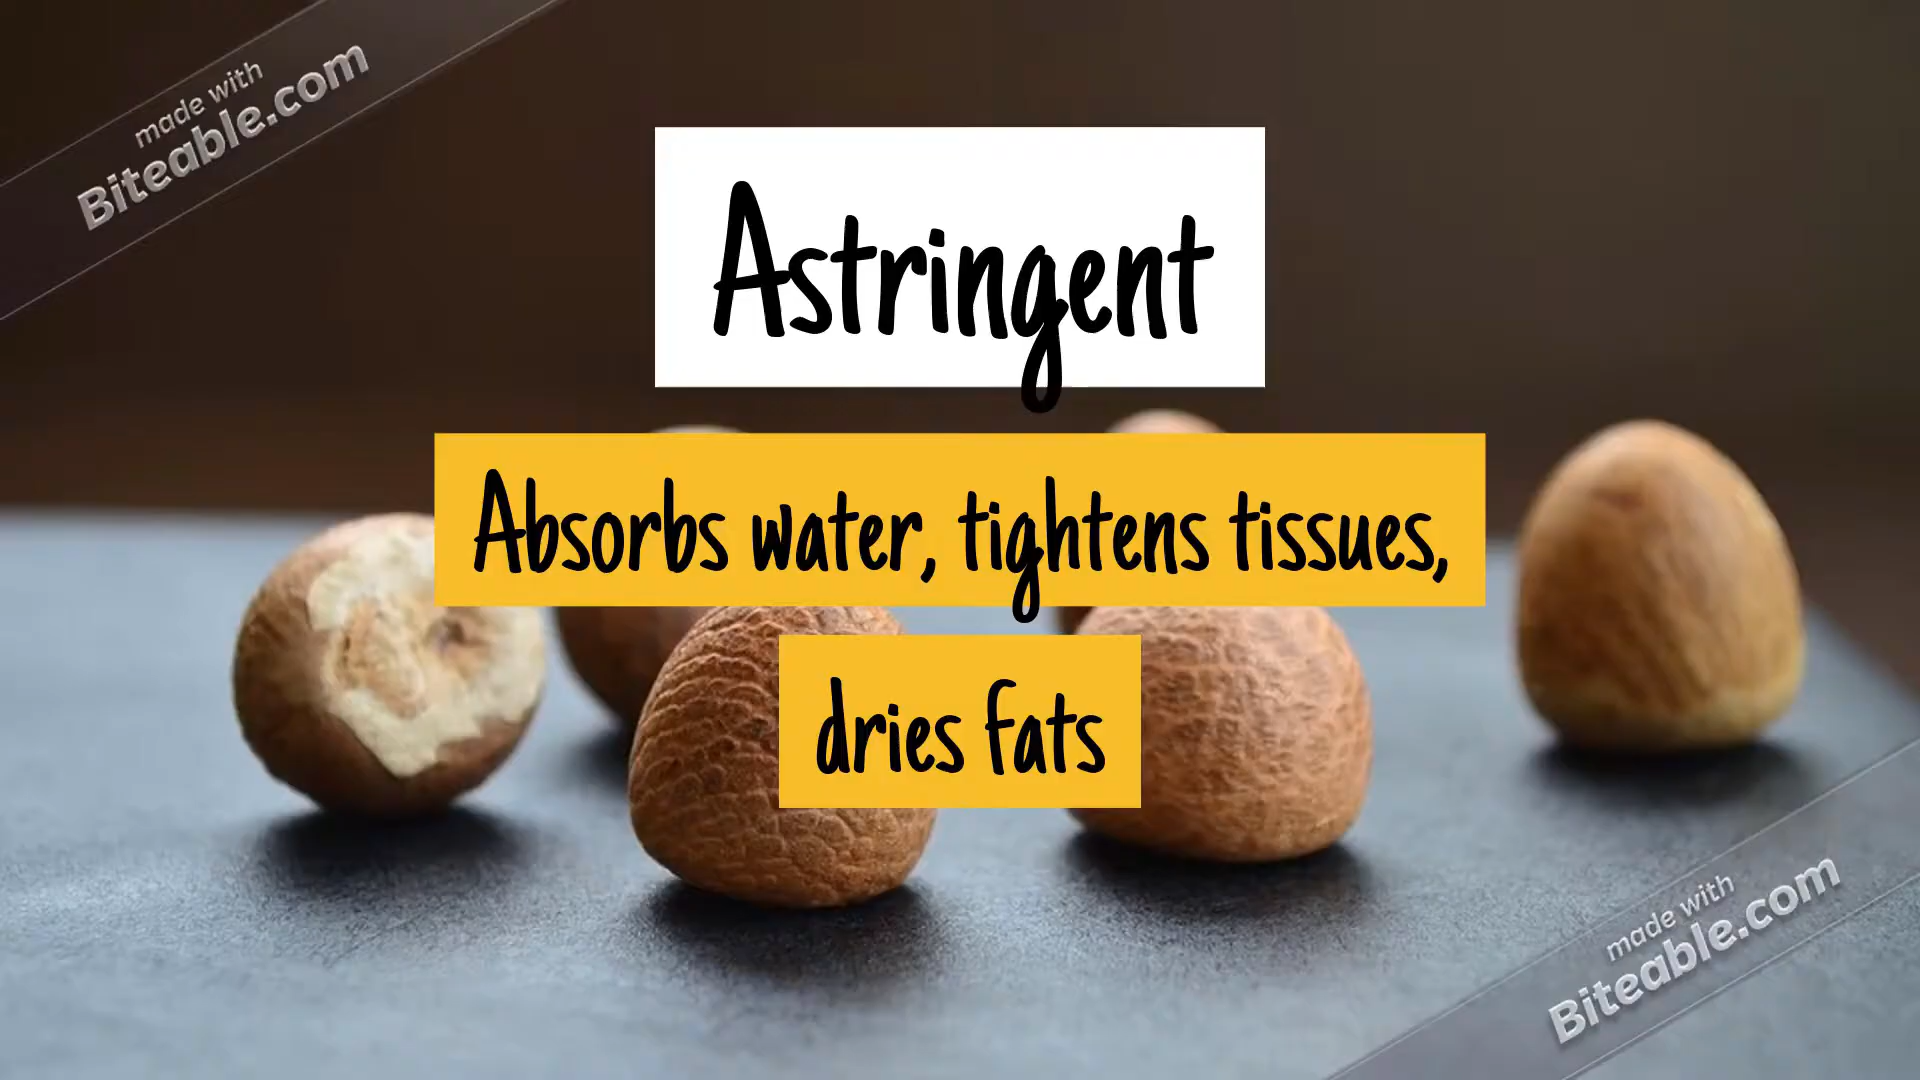 made with
Biteable.com
Astringent
Absorbs water, tightens tissues,
dries fats
made with
Biteable.com